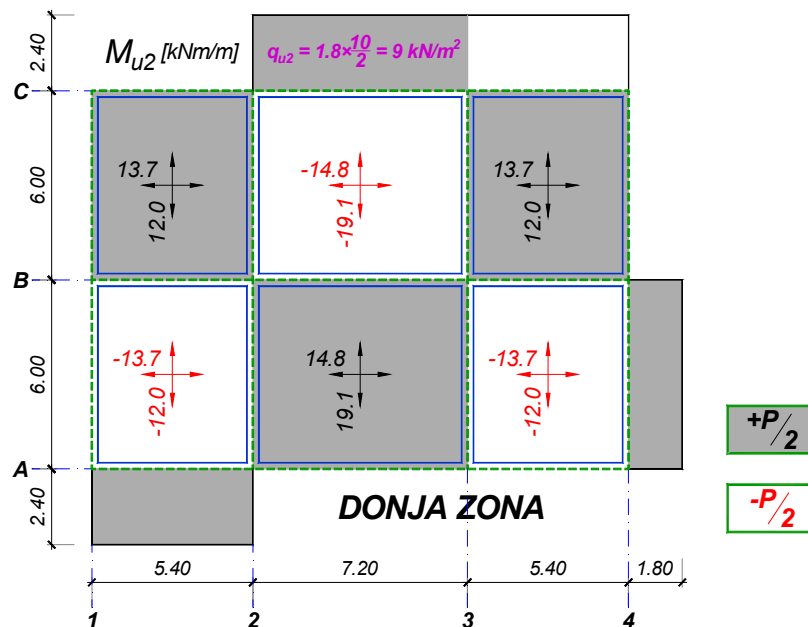 2.40
M_u2 [kNm/m]
q_u2 = 1.8×10/2 = 9 kN/m²
C
13.7
12.0
-14.8
-19.1
13.7
12.0
6.00
B
-13.7
-12.0
14.8
19.1
-13.7
-12.0
6.00
+P/2
A
2.40
DONJA ZONA
-P/2
5.40 7.20 5.40 1.80
1 2 3 4